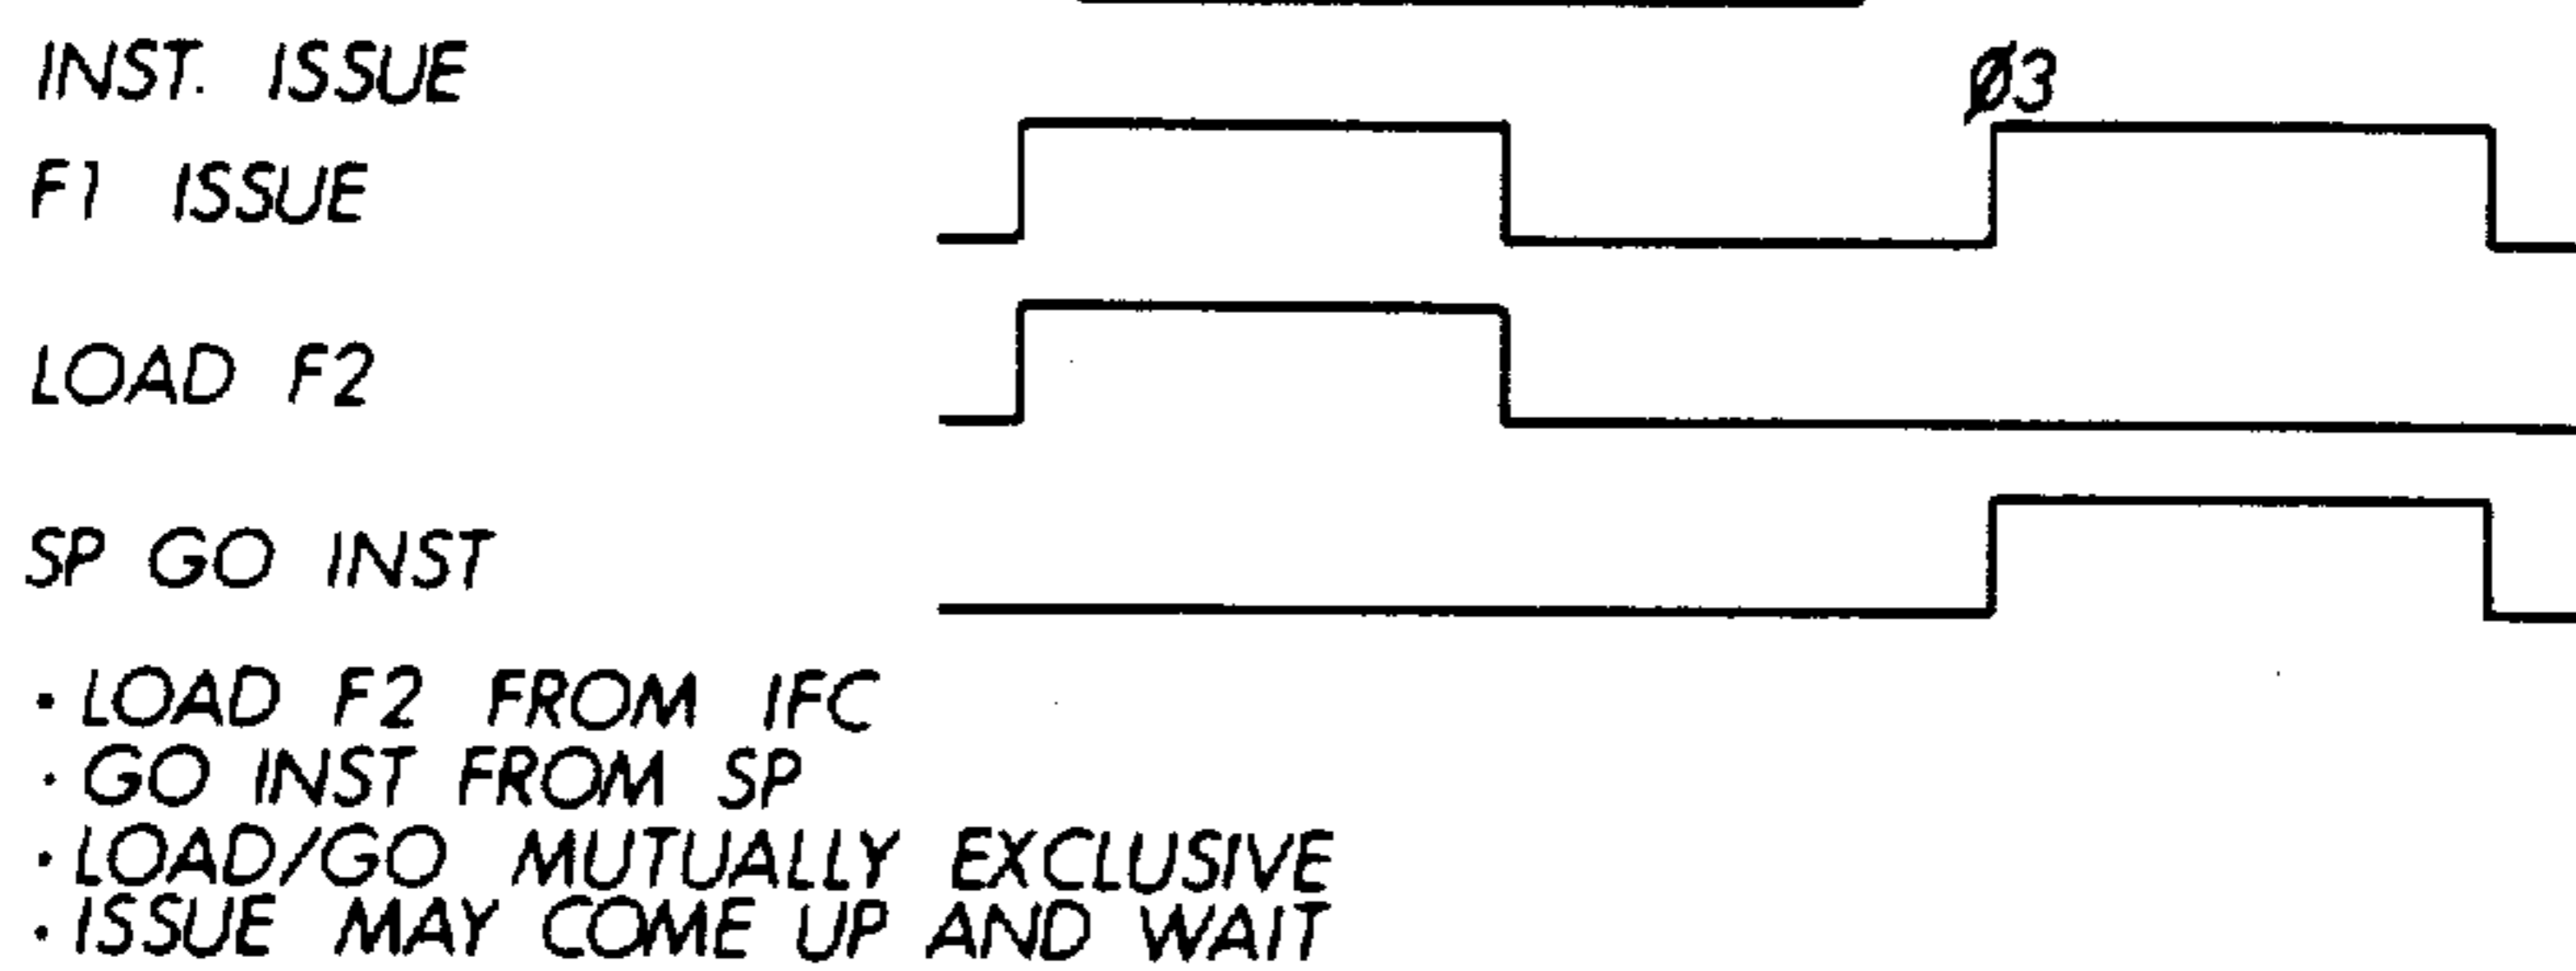 INST. ISSUE
Ø3
F1 ISSUE
LOAD F2
SP GO INST
· LOAD F2 FROM IFC
· GO INST FROM SP
· LOAD/GO MUTUALLY EXCLUSIVE
· ISSUE MAY COME UP AND WAIT